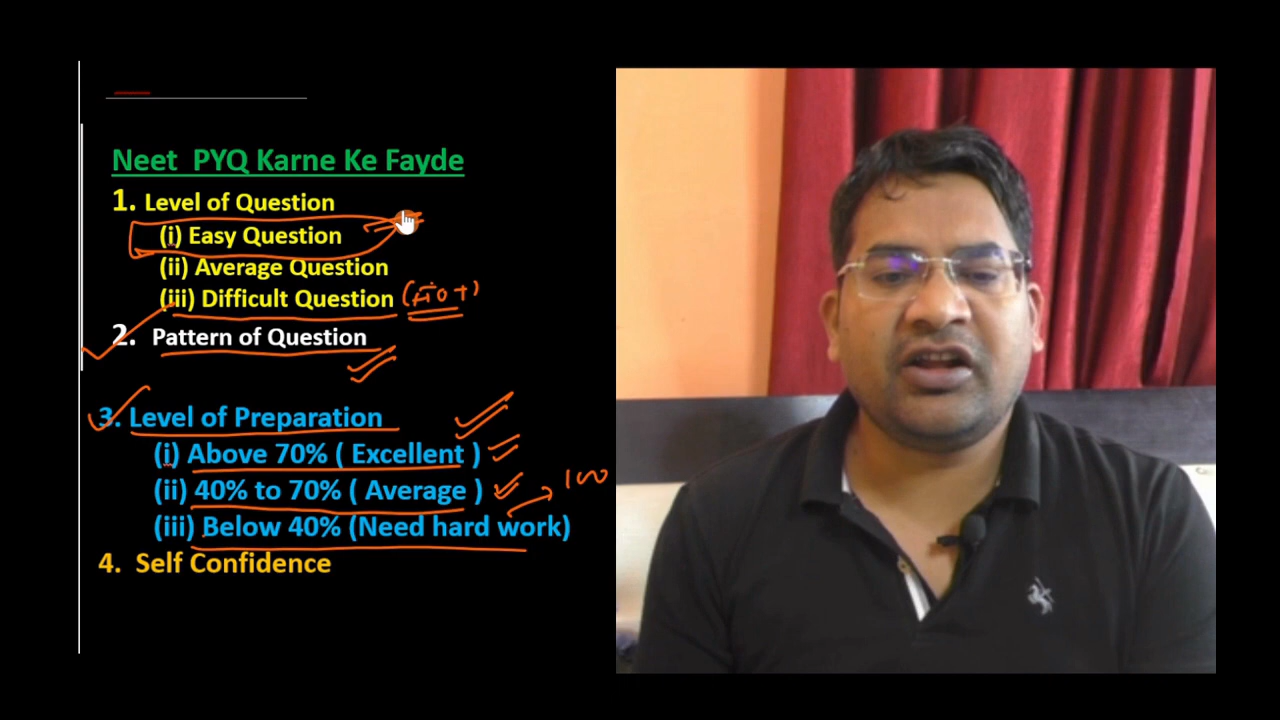 Neet PYQ Karne Ke Fayde
1. Level of Question
(i) Easy Question
(ii) Average Question
(iii) Difficult Question (HOT)
2. Pattern of Question
3. Level of Preparation
(i) Above 70% ( Excellent )
(ii) 40% to 70% ( Average )
100
(iii) Below 40% (Need hard work)
4. Self Confidence